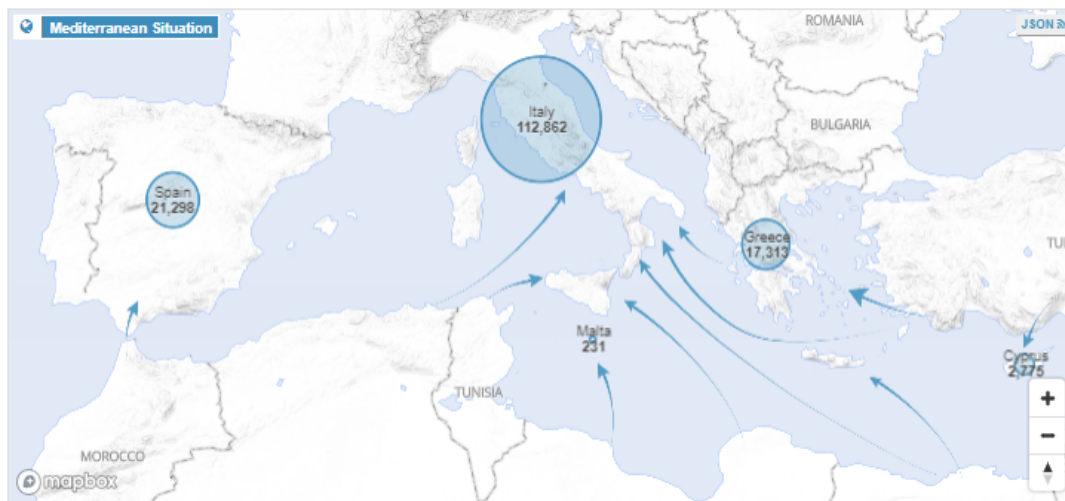 Mediterranean Situation
JSON
ROMANIA
Italy
112,862
BULGARIA
Spain
21,298
Greece
17,313
Malta
231
Cyprus
2,775
TUNISIA
MOROCCO
mapbox